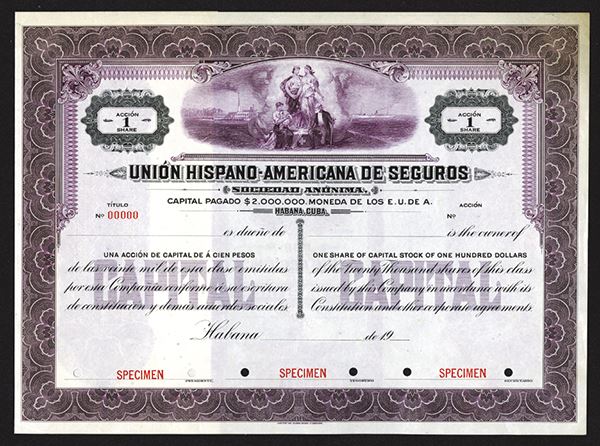 ACCIÓN
1
SHARE
ACCIÓN
1
SHARE
UNIÓN HISPANO-AMERICANA DE SEGUROS
SOCIEDAD ANÓNIMA.
CAPITAL PAGADO $2.000.000. MONEDA DE LOS E.U. DE A.
HABANA, CUBA.
TÍTULO
Nº 00000
ACCIÓN
Nº
es dueño de
is the owner of
CAPITAL
CAPITAL
UNA ACCIÓN DE CAPITAL DE Á CIEN PESOS
de las veinte mil de esta clase emitidas
por esta Compañía conforme á su escritura
de constitución y demás acuerdos sociales.
ONE SHARE OF CAPITAL STOCK OF ONE HUNDRED DOLLARS
of the Twenty Thousand shares of this class
issued by this Company in accordance with its
Constitution and other corporate agreements.
Habana de 19
SPECIMEN
SPECIMEN
SPECIMEN
PRESIDENTE.
TESORERO
SECRETARIO